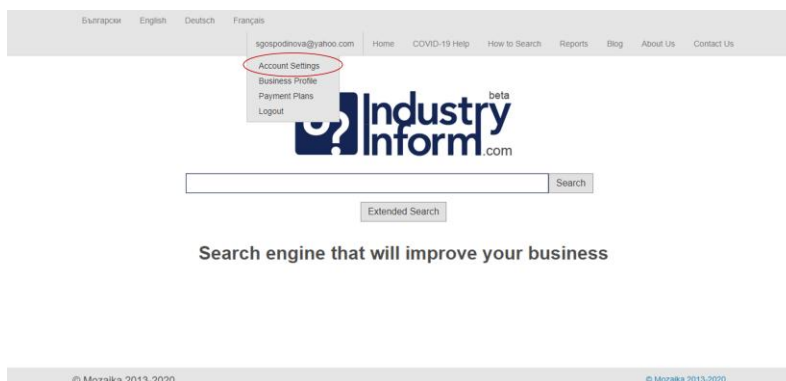 Български English Deutsch Français
sgospodinova@yahoo.com Home COVID-19 Help How to Search Reports Blog About Us Contact Us
Account Settings
Business Profile
Payment Plans
Logout
beta
Industry
Inform.com
Search
Extended Search
Search engine that will improve your business
© Mozaika 2013-2020 © Mozaika 2013-2020